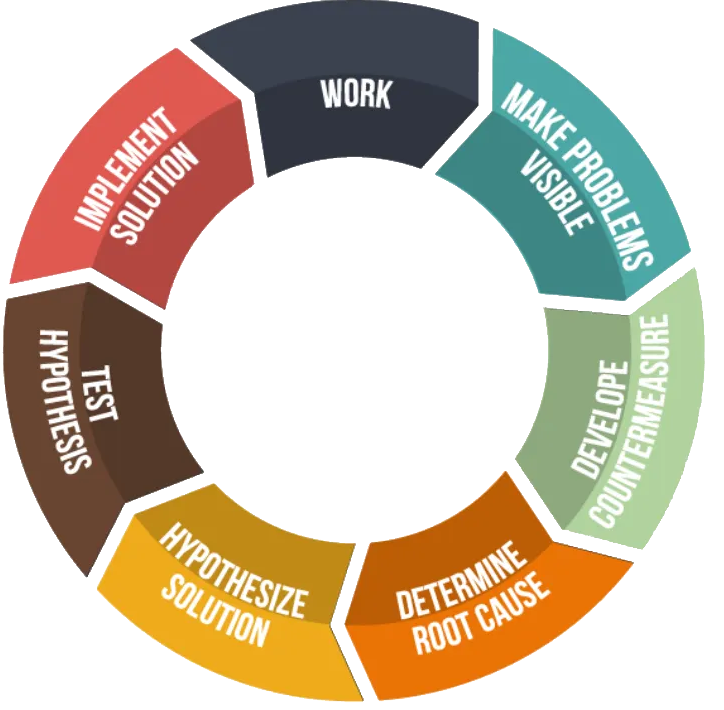 WORK
MAKE PROBLEMS
VISIBLE
DEVELOPE
COUNTERMEASURE
DETERMINE
ROOT CAUSE
HYPOTHESIZE
SOLUTION
TEST
HYPOTHESIS
IMPLEMENT
SOLUTION